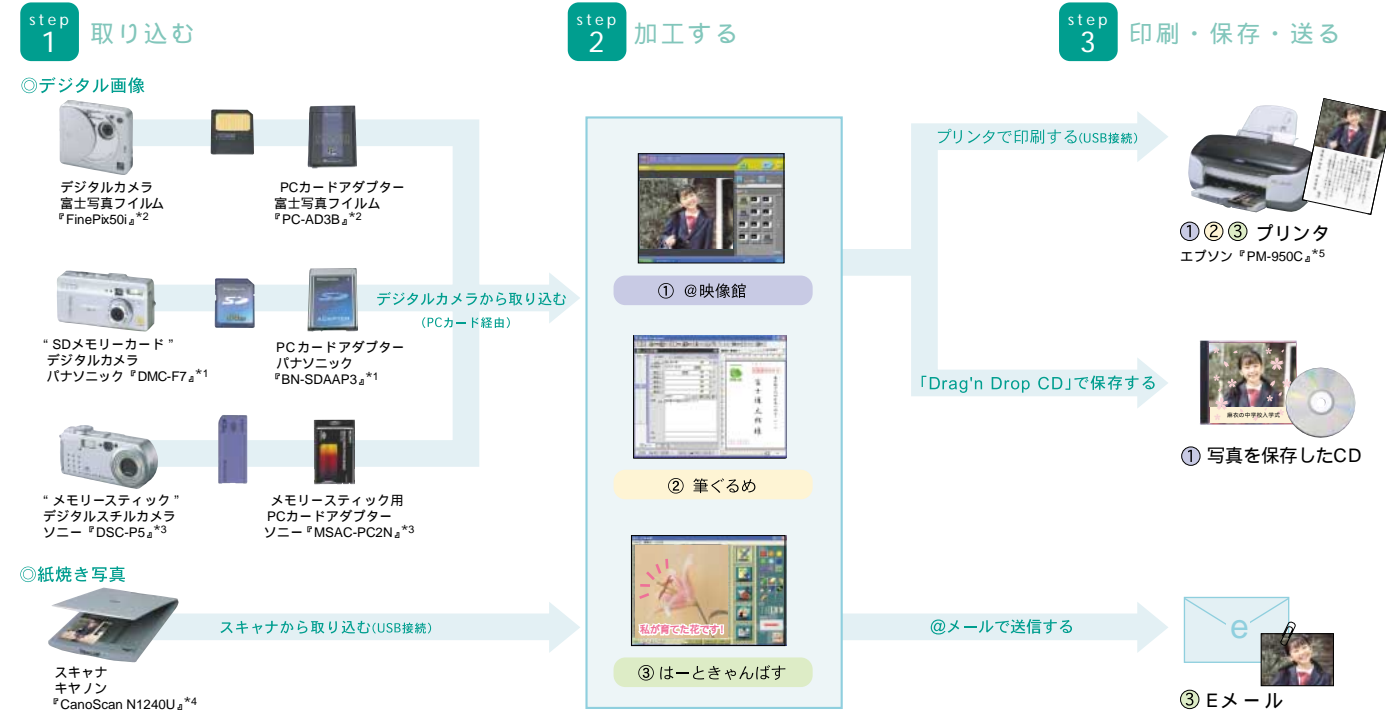 step
1
取り込む
step
2
加工する
step
3
印刷・保存・送る
◎デジタル画像
デジタルカメラ
富士写真フイルム
『FinePix50i』*2
PCカードアダプター
富士写真フイルム
『PC-AD3B』*2
“SDメモリーカード”
デジタルカメラ
パナソニック『DMC-F7』*1
PCカードアダプター
パナソニック
『BN-SDAAP3』*1
デジタルカメラから取り込む
(PCカード経由)
“メモリースティック”
デジタルスチルカメラ
ソニー『DSC-P5』*3
メモリースティック用
PCカードアダプター
ソニー『MSAC-PC2N』*3
◎紙焼き写真
スキャナから取り込む(USB接続)
スキャナ
キヤノン
『CanoScan N1240U』*4
① @映像館
富士雄太郎様
② 筆ぐるめ
私が育てた花です!
③はーときゃんばす
プリンタで印刷する(USB接続)
①②③ プリンタ
エプソン『PM-950C』*5
「Drag'n Drop CD」で保存する
麻衣の中学校入学式
① 写真を保存したCD
@メールで送信する
e
③ Eメール